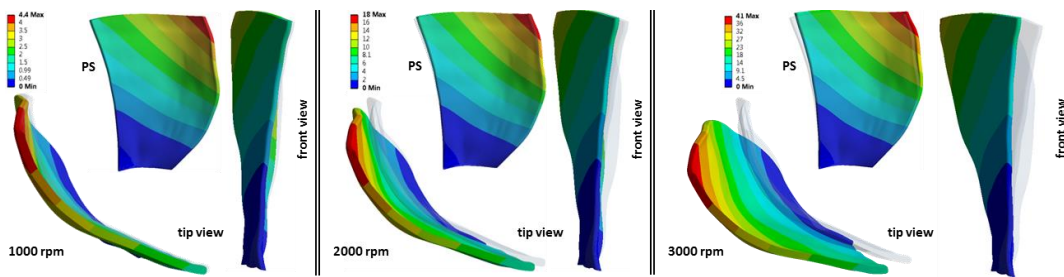 4.4 Max
4
3.5
3
2.5
2
1.5
0.99
0.49
0 Min
PS
front view
tip view
1000 rpm
18 Max
16
14
12
10
8.1
6
4
2
0 Min
PS
front view
tip view
2000 rpm
41 Max
36
32
27
23
18
14
9.1
4.5
0 Min
PS
front view
tip view
3000 rpm